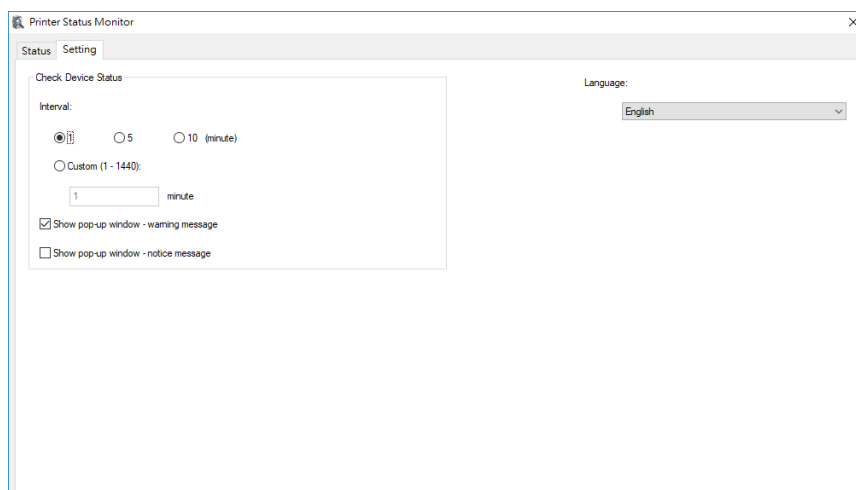 Printer Status Monitor
Status Setting
Check Device Status
Language:
English
Interval:
1 5 10 (minute)
Custom (1 - 1440):
1 minute
Show pop-up window - warning message
Show pop-up window - notice message